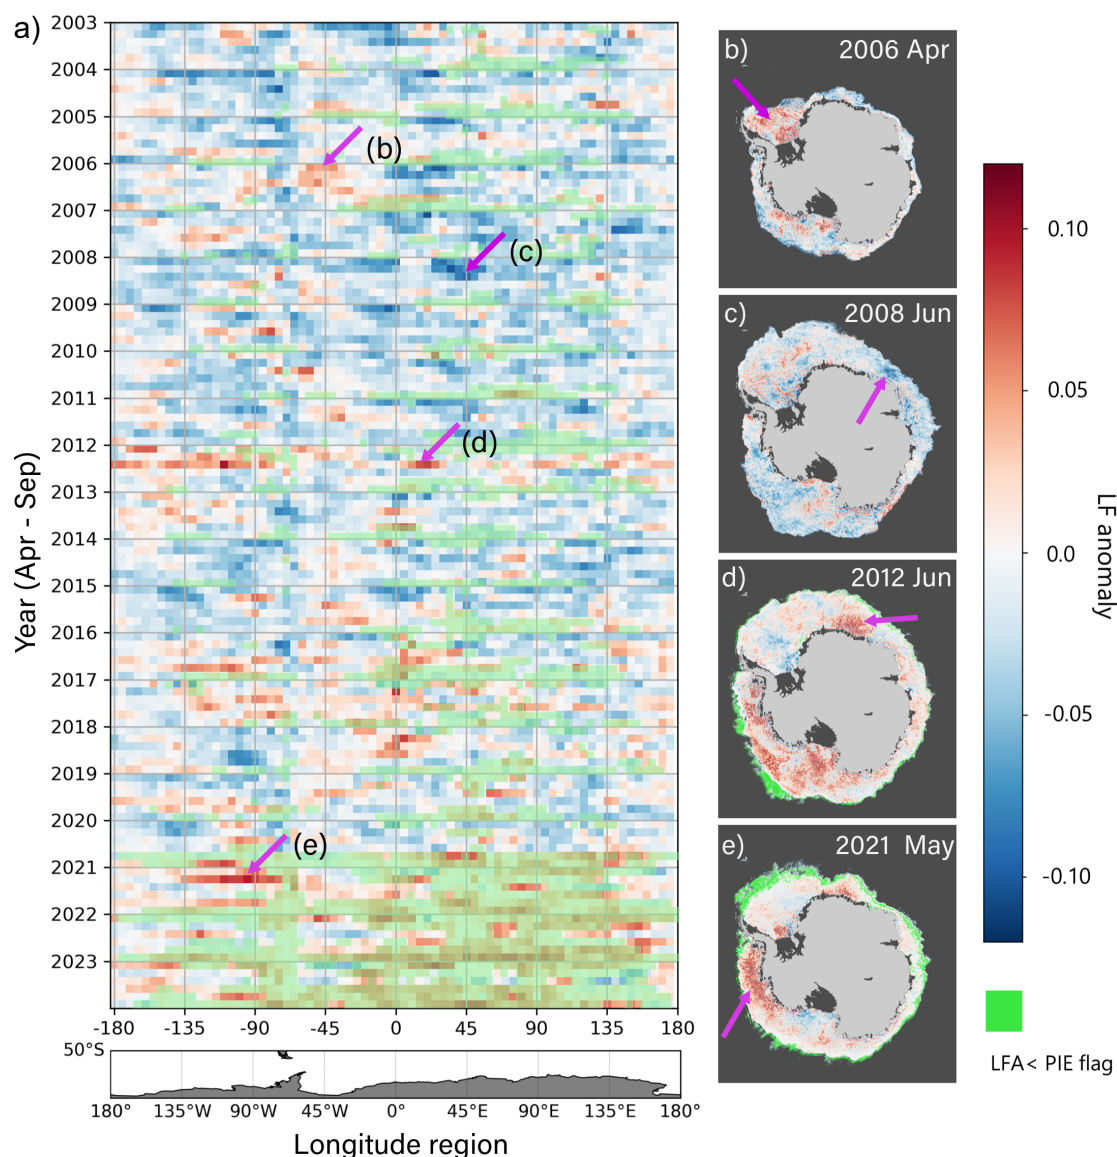 a)
2003
2004
2005
2006
2007
2008
2009
2010
2011
2012
2013
2014
2015
2016
2017
2018
2019
2020
2021
2022
2023
Year (Apr - Sep)
(b)
(c)
(d)
(e)
-180 -135 -90 -45 0 45 90 135 180
50°S
180° 135°W 90°W 45°W 0° 45°E 90°E 135°E 180°
Longitude region
b) 2006 Apr
c) 2008 Jun
d) 2012 Jun
e) 2021 May
0.10
0.05
0.0
-0.05
-0.10
LF anomaly
LFA< PIE flag